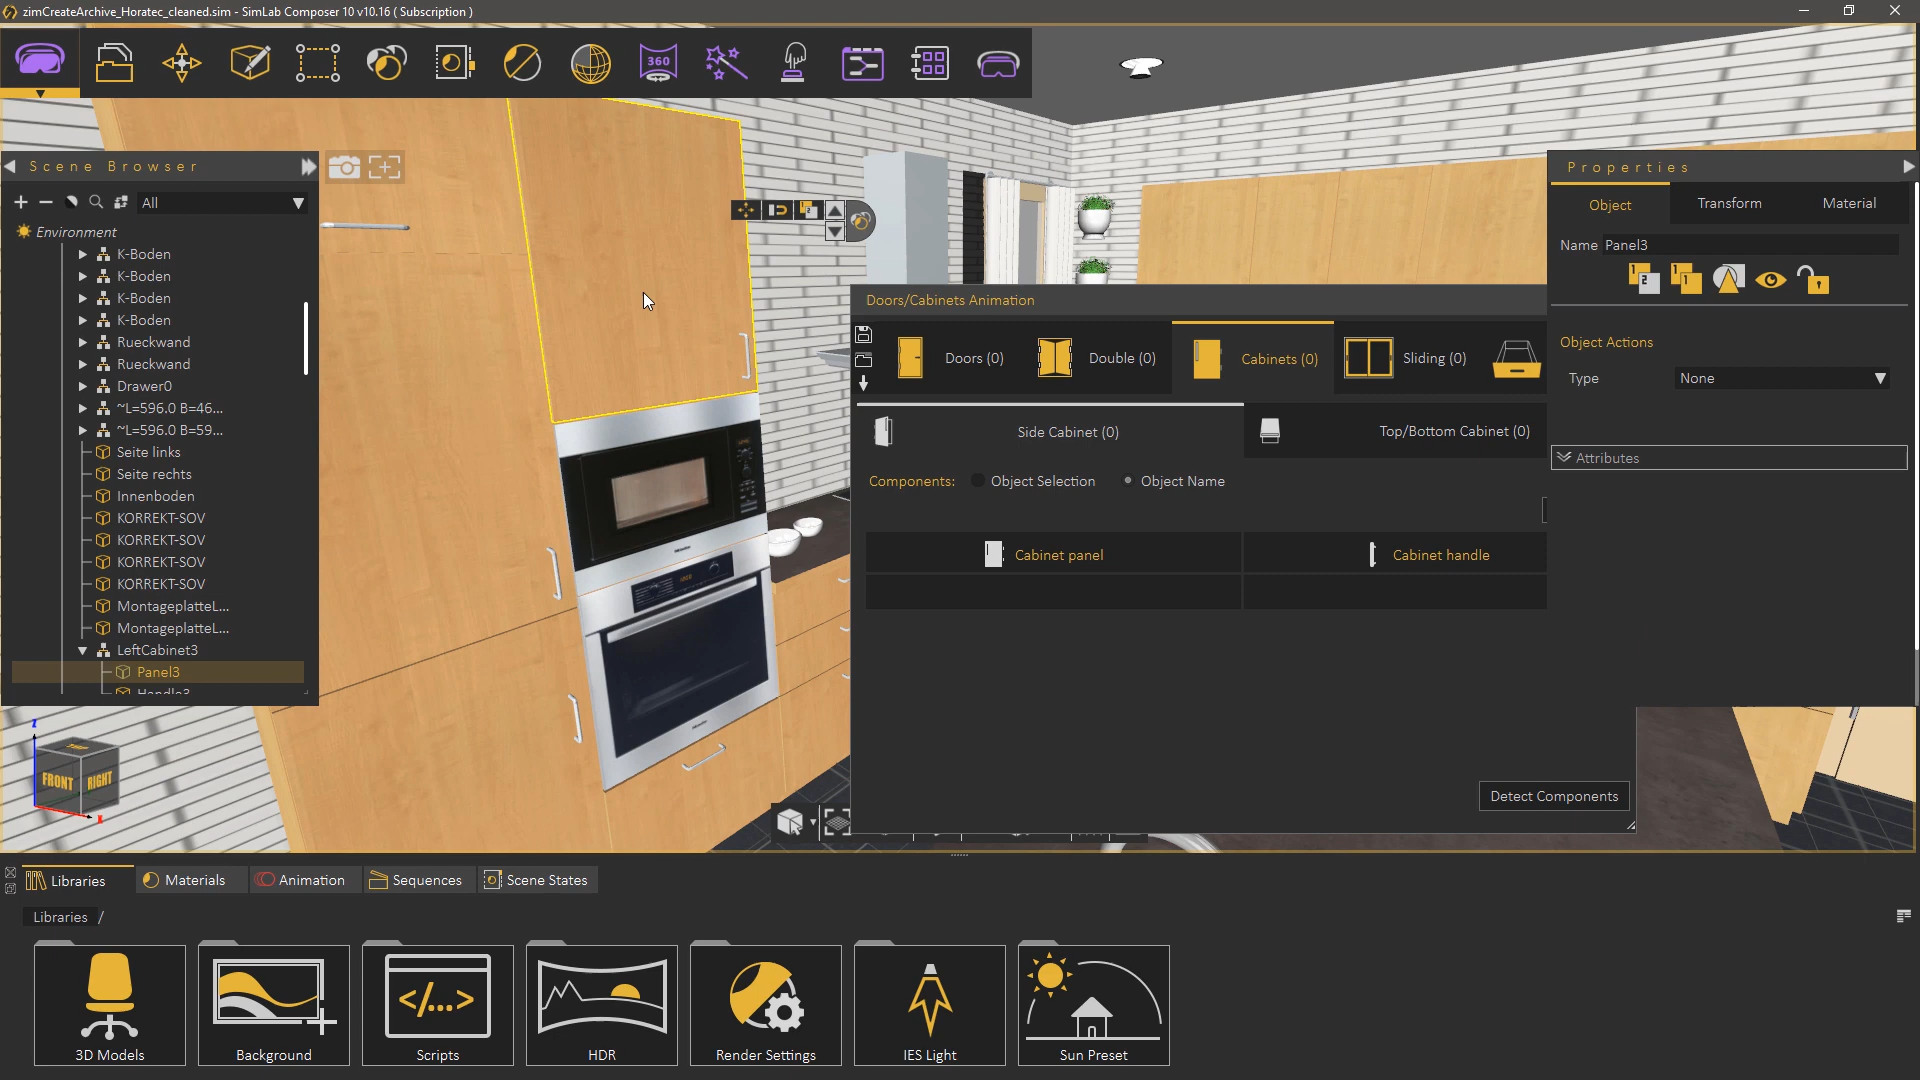 zimCreateArchive_Horatec_cleaned.sim - SimLab Composer 10 v10.16 ( Subscription )
360
Scene Browser
All
Environment
K-Boden
K-Boden
K-Boden
K-Boden
Rueckwand
Rueckwand
Drawer0
~L=596.0 B=46...
~L=596.0 B=59...
Seite links
Seite rechts
Innenboden
KORREKT-SOV
KORREKT-SOV
KORREKT-SOV
KORREKT-SOV
MontageplatteL...
MontageplatteL...
LeftCabinet3
Panel3
Handle3
Properties
Object Transform Material
Name Panel3
Object Actions
Type None
Attributes
Doors/Cabinets Animation
Doors (0) Double (0) Cabinets (0) Sliding (0)
Side Cabinet (0) Top/Bottom Cabinet (0)
Components: Object Selection Object Name
Cabinet panel Cabinet handle
Detect Components
Z
FRONT RIGHT
X
Libraries Materials Animation Sequences Scene States
Libraries /
</...>
3D Models Background Scripts HDR Render Settings IES Light Sun Preset